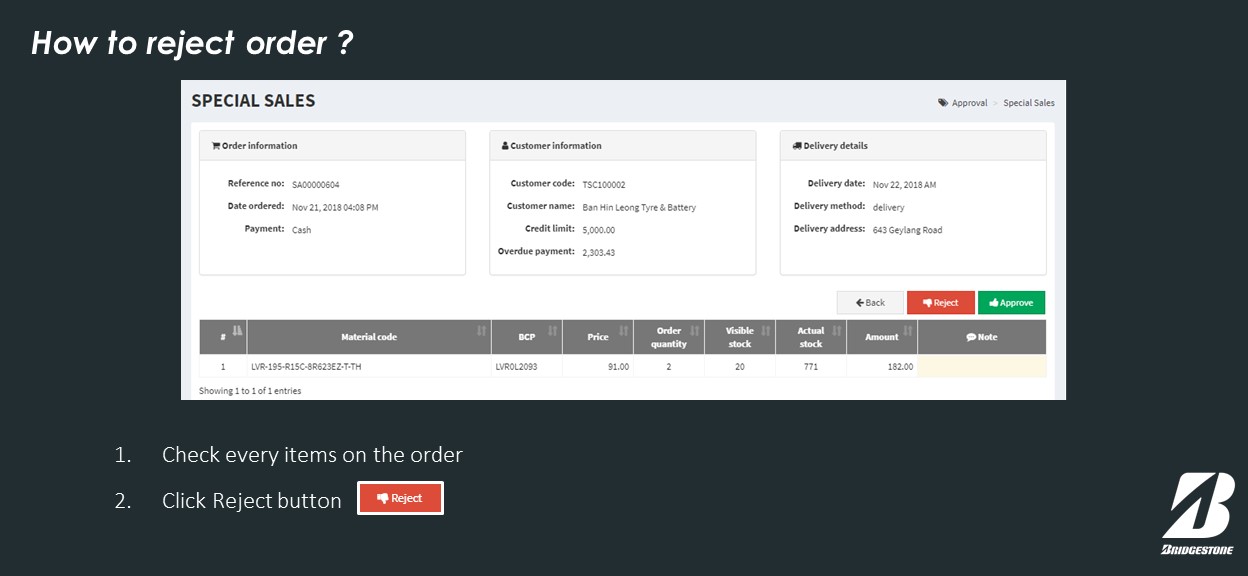 How to reject order ?
SPECIAL SALES
Approval > Special Sales
Order information
Reference no: SA00000604
Date ordered: Nov 21, 2018 04:08 PM
Payment: Cash
Customer information
Customer code: TSC100002
Customer name: Ban Hin Leong Tyre & Battery
Credit limit: 5,000.00
Overdue payment: 2,303.43
Delivery details
Delivery date: Nov 22, 2018 AM
Delivery method: delivery
Delivery address: 643 Geylang Road
Back Reject Approve
# Material code BCP Price Order quantity Visible stock Actual stock Amount Note
1 LVR-195-R15C-8R623EZ-T-TH LVR0L2093 91.00 2 20 771 182.00
Showing 1 to 1 of 1 entries
1. Check every items on the order
2. Click Reject button Reject
BRIDGESTONE